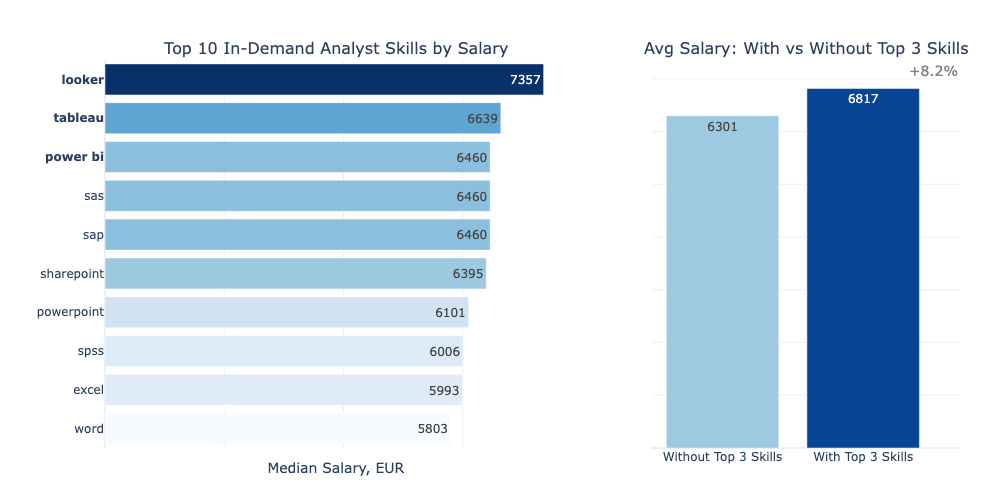 Top 10 In-Demand Analyst Skills by Salary
looker 7357
tableau 6639
power bi 6460
sas 6460
sap 6460
sharepoint 6395
powerpoint 6101
spss 6006
excel 5993
word 5803
Median Salary, EUR
Avg Salary: With vs Without Top 3 Skills
+8.2%
6301 6817
Without Top 3 Skills With Top 3 Skills